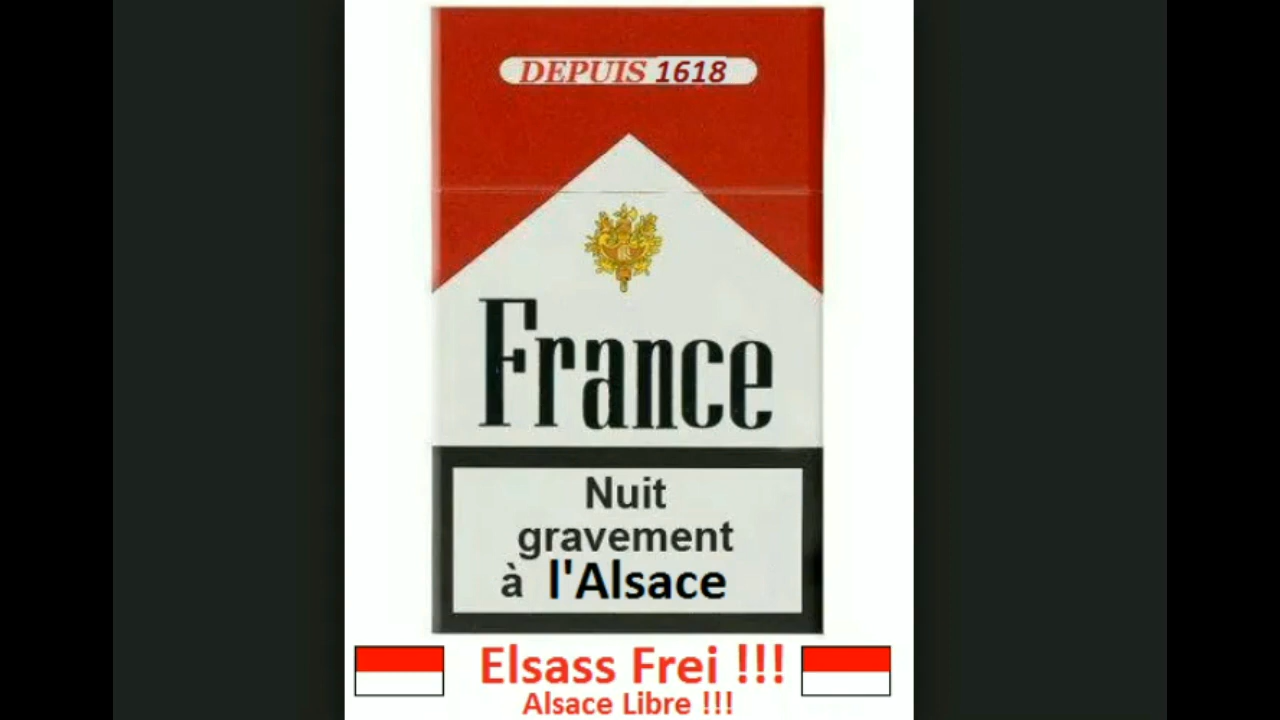 DEPUIS 1618
France
Nuit
gravement
à l'Alsace
Elsass Frei !!!
Alsace Libre !!!